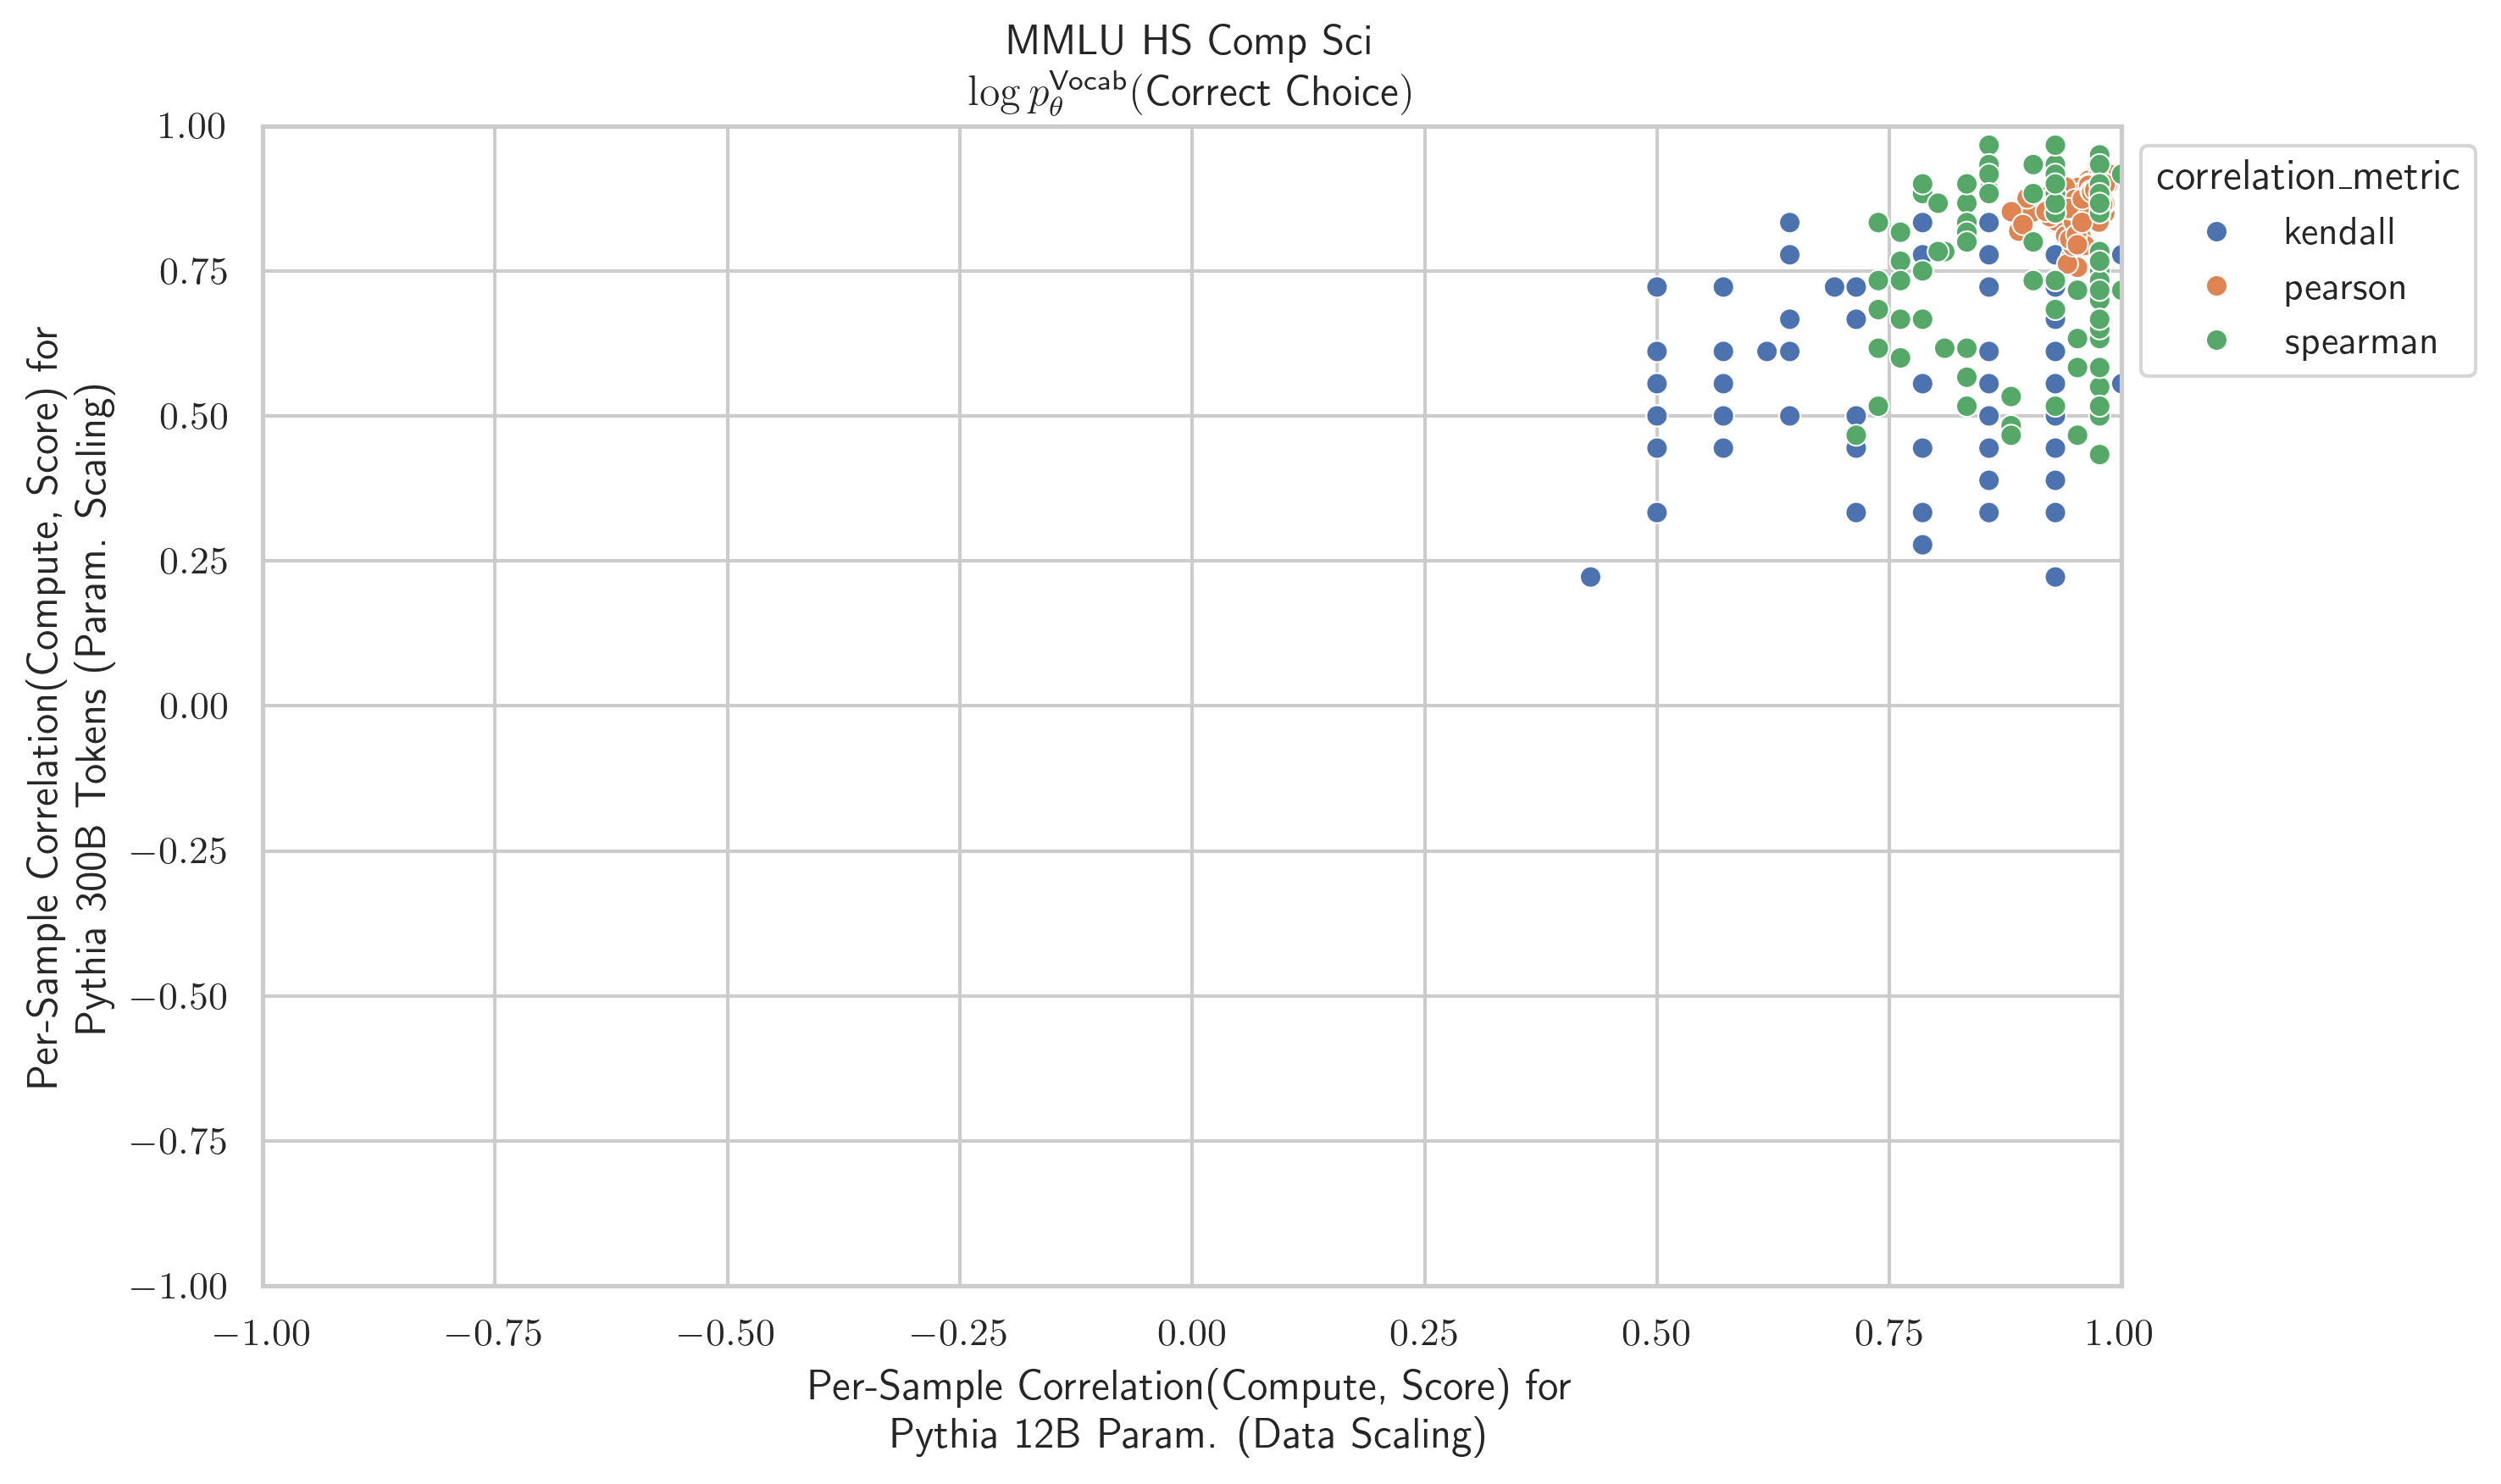 MMLU HS Comp Sci
log p_θ^Vocab(Correct Choice)
Per-Sample Correlation(Compute, Score) for
Pythia 300B Tokens (Param. Scaling)
1.00
0.75
0.50
0.25
0.00
−0.25
−0.50
−0.75
−1.00
−1.00 −0.75 −0.50 −0.25 0.00 0.25 0.50 0.75 1.00
Per-Sample Correlation(Compute, Score) for
Pythia 12B Param. (Data Scaling)
correlation_metric
kendall
pearson
spearman